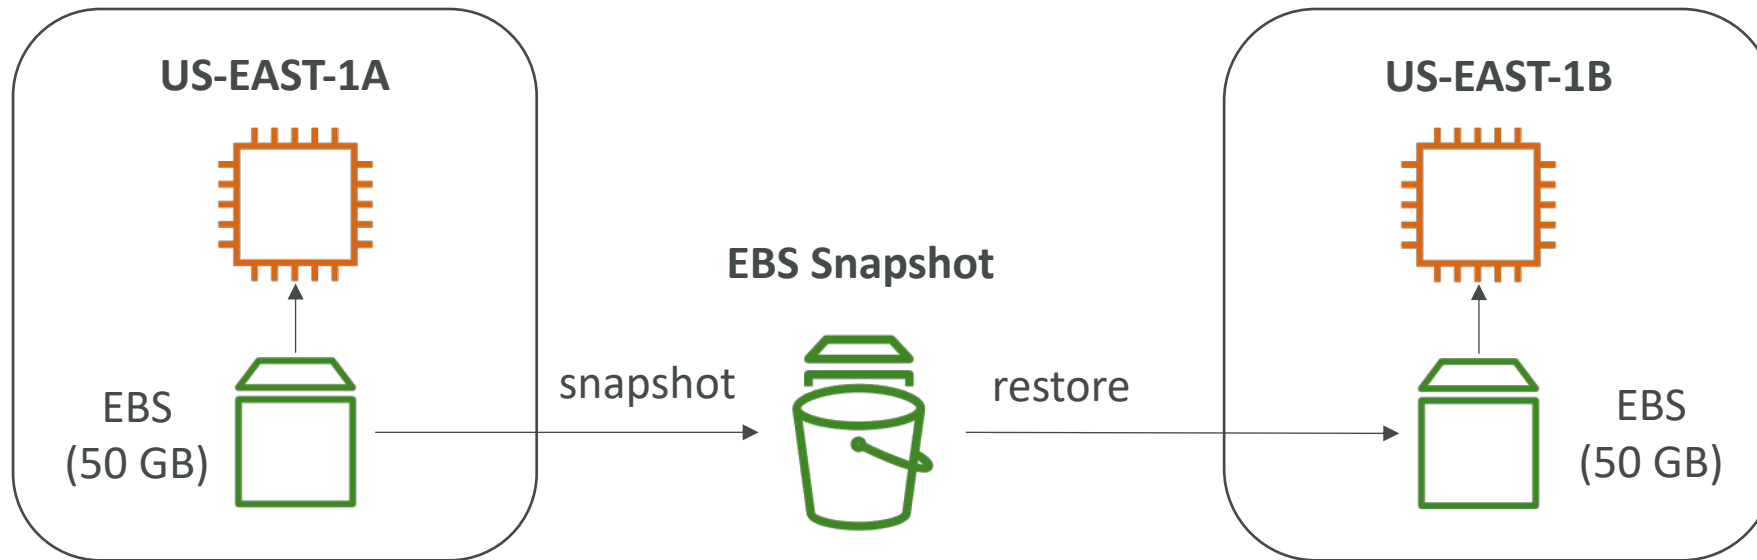 US-EAST-1A
EBS
(50 GB)
snapshot
EBS Snapshot
restore
US-EAST-1B
EBS
(50 GB)